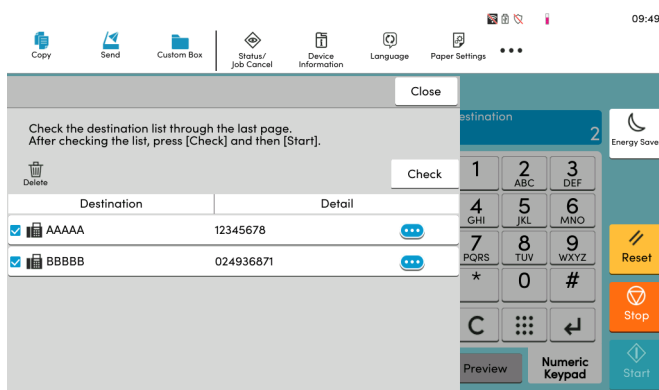 09:49
Copy
Send
Custom Box
Status/
Job Cancel
Device
Information
Language
Paper Settings
Close
Check the destination list through the last page.
After checking the list, press [Check] and then [Start].
Delete
Check
Destination Detail
AAAAA 12345678
BBBBB 024936871
estination
2
1
2 ABC
3 DEF
4 GHI
5 JKL
6 MNO
7 PQRS
8 TUV
9 WXYZ
*
0
#
C
Preview
Numeric
Keypad
Energy Save
Reset
Stop
Start